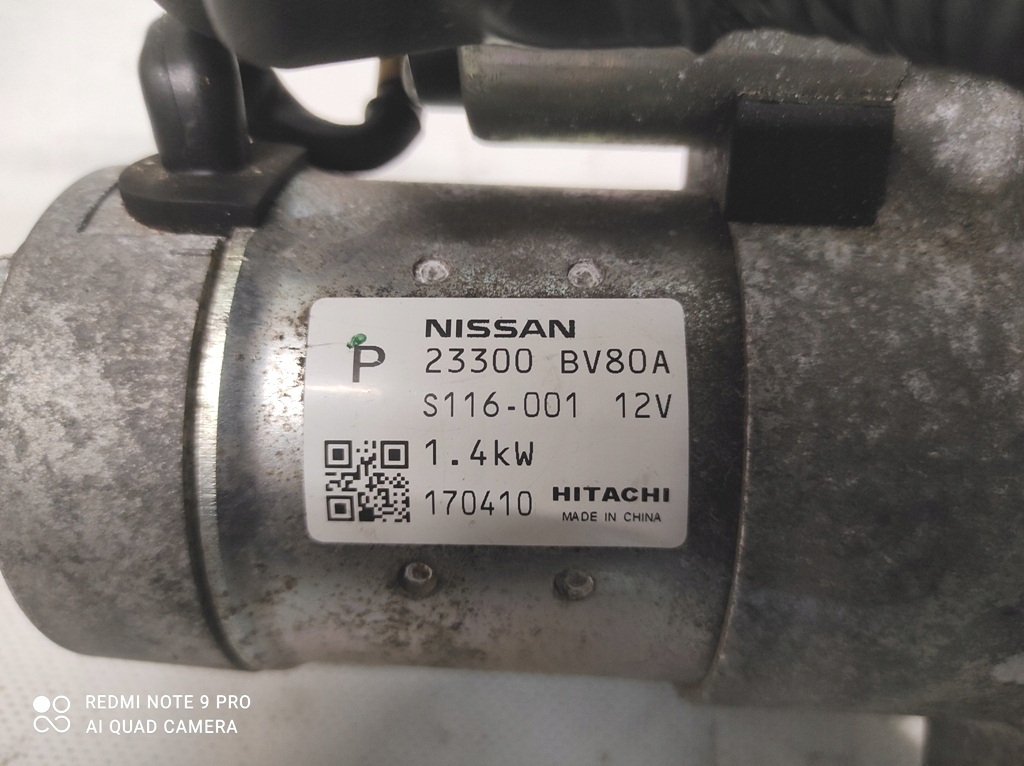 NISSAN
P 23300 BV80A
S116-001 12V
1.4kW
170410 HITACHI
MADE IN CHINA
REDMI NOTE 9 PRO
AI QUAD CAMERA